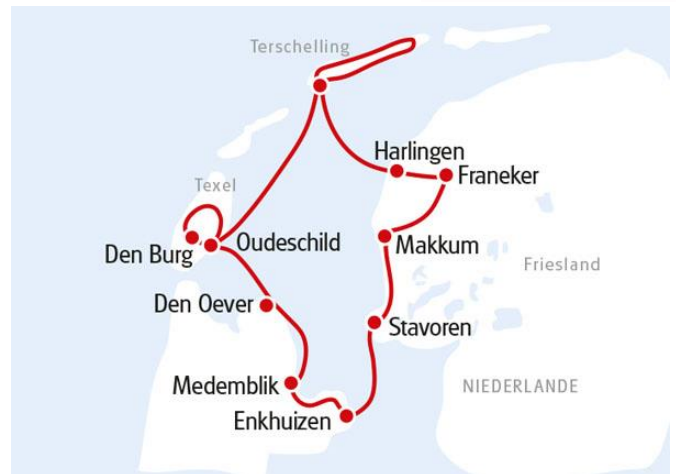 Terschelling
Harlingen
Franeker
Texel
Oudeschild
Den Burg
Makkum
Friesland
Den Oever
Stavoren
Medemblik
NIEDERLANDE
Enkhuizen